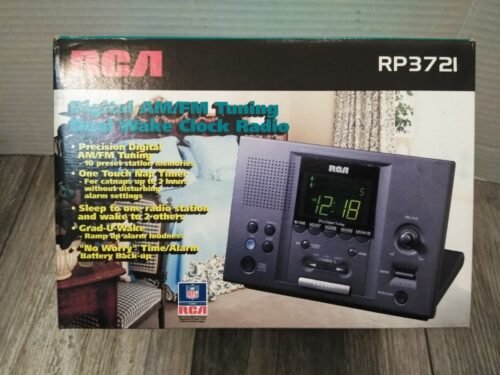 RCA
RP3721
Digital AM/FM Tuning
Dual Wake Clock Radio
• Precision Digital
AM/FM Tuning
- 10 preset station memories
• One Touch Nap Timer
- For catnaps up to 2 hours
without disturbing
alarm settings
• Sleep to one radio station
and wake to 2 others
• Grad-U-Wake
- Ramp up alarm loudness
• "No Worry" Time/Alarm
Battery Back-up
RCA
5
12:18
NFL
RCA